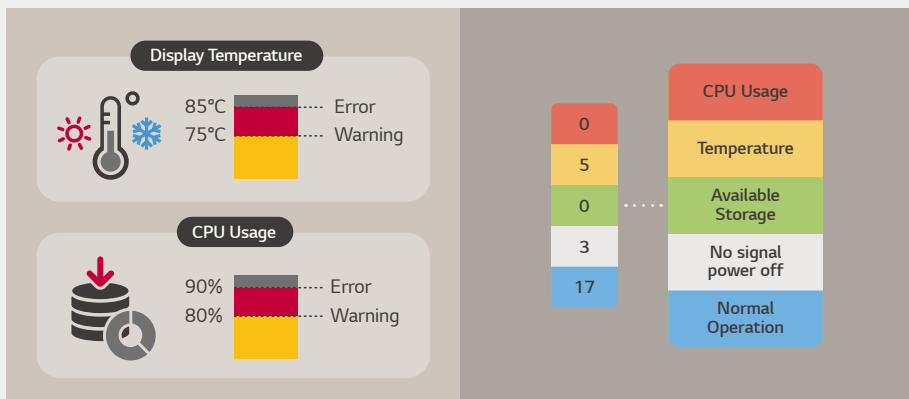 Display Temperature
85°C
Error
75°C
Warning
CPU Usage
90%
Error
80%
Warning
0
5
0
3
17
CPU Usage
Temperature
Available
Storage
No signal
power off
Normal
Operation